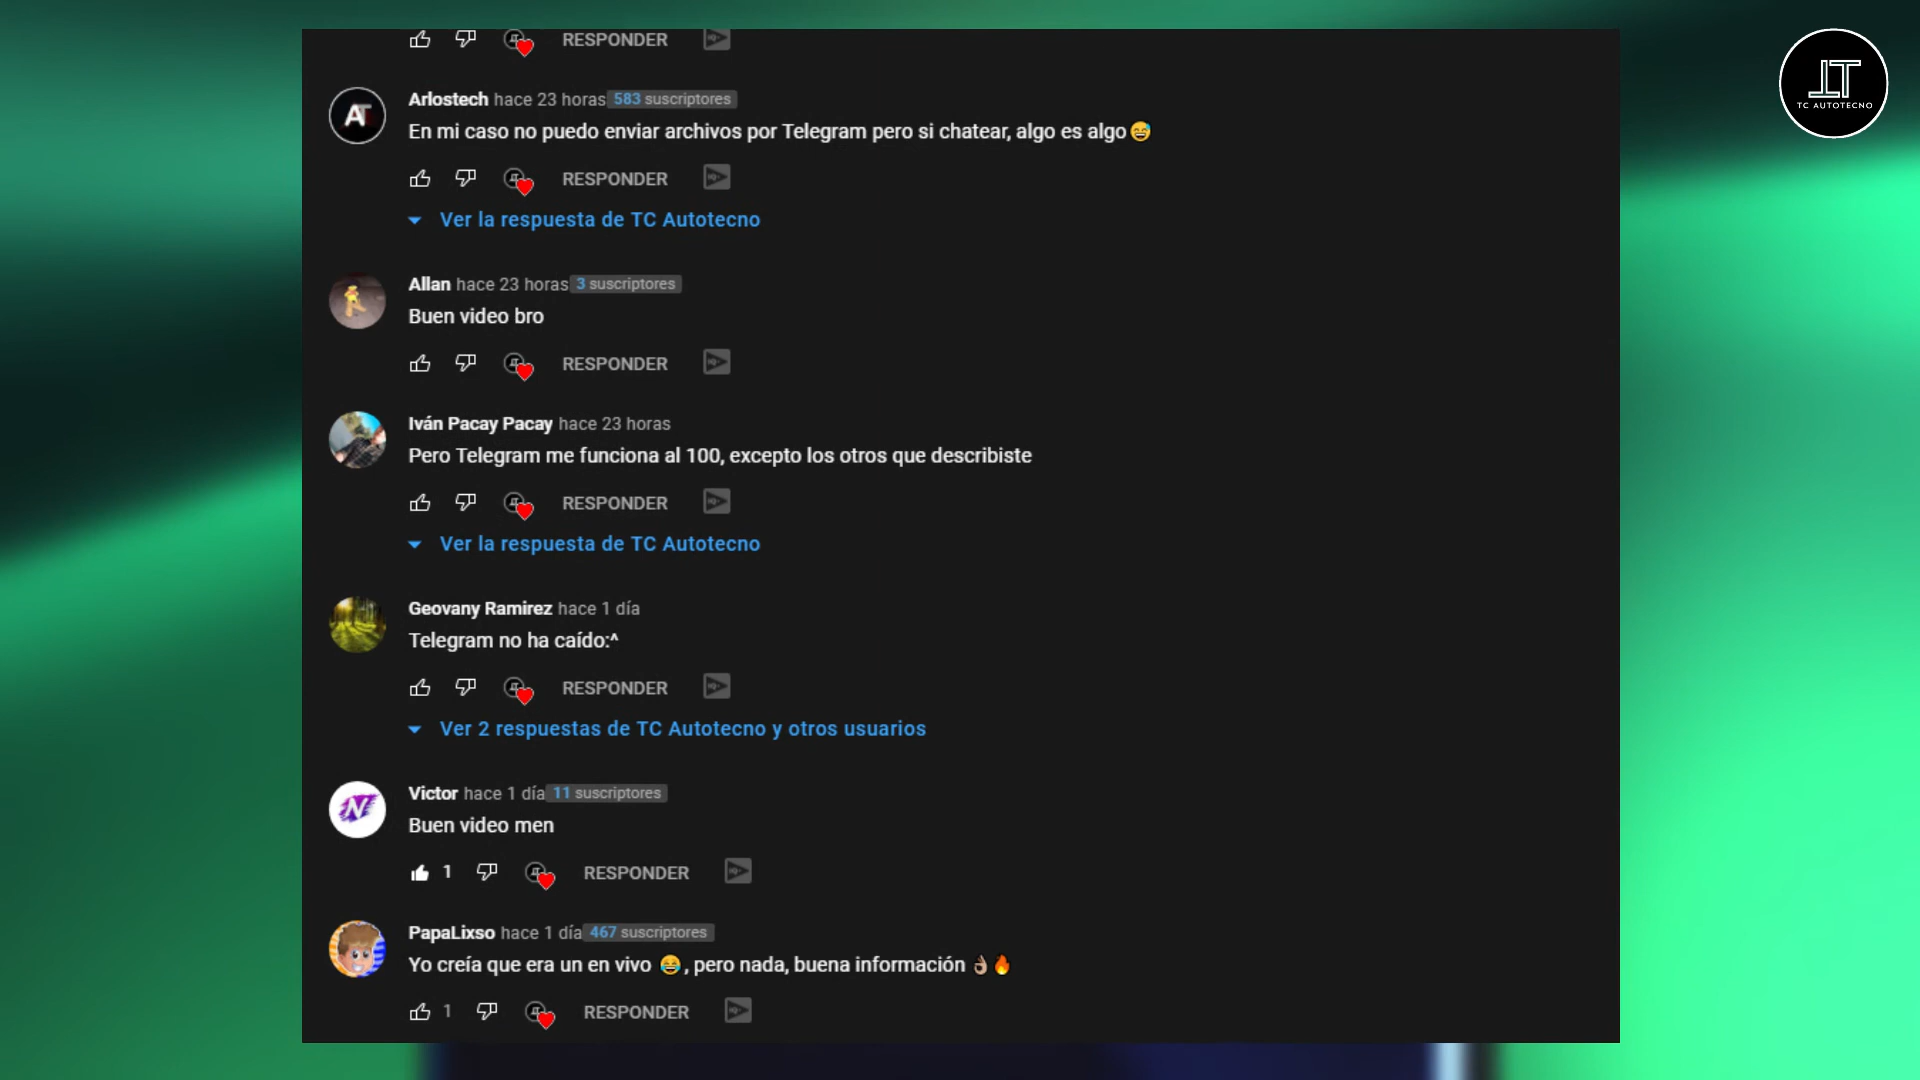 RESPONDER
TC AUTOTECNO
Arlostech hace 23 horas 583 suscriptores
En mi caso no puedo enviar archivos por Telegram pero si chatear, algo es algo😅
RESPONDER
Ver la respuesta de TC Autotecno
Allan hace 23 horas 3 suscriptores
Buen video bro
RESPONDER
Iván Pacay Pacay hace 23 horas
Pero Telegram me funciona al 100, excepto los otros que describiste
RESPONDER
Ver la respuesta de TC Autotecno
Geovany Ramirez hace 1 día
Telegram no ha caído:^
RESPONDER
Ver 2 respuestas de TC Autotecno y otros usuarios
Victor hace 1 día 11 suscriptores
Buen video men
1 RESPONDER
PapaLixso hace 1 día 467 suscriptores
Yo creía que era un en vivo 😂, pero nada, buena información 👌🏽🔥
1 RESPONDER